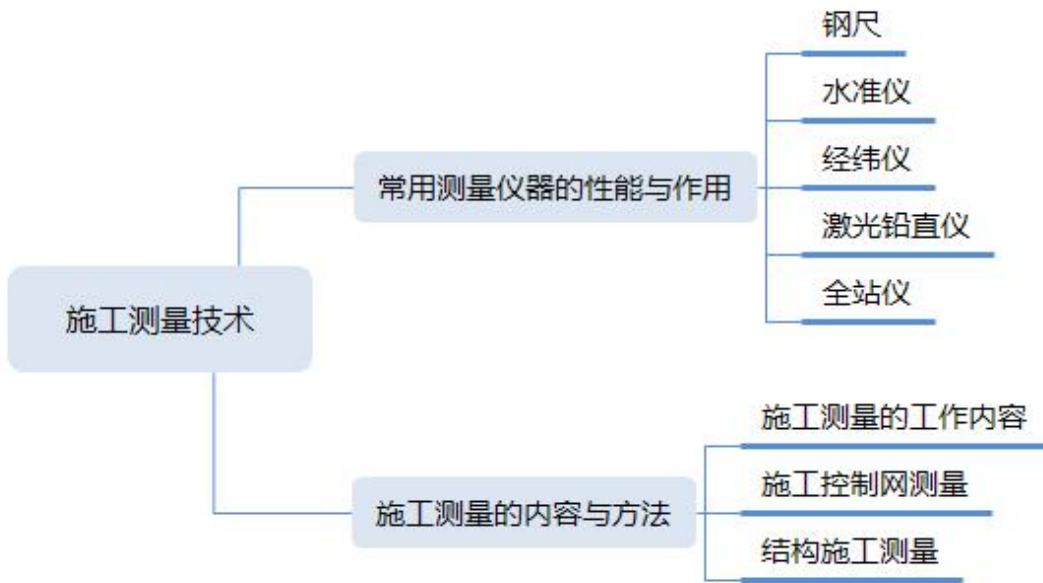 施工测量技术
常用测量仪器的性能与作用
钢尺
水准仪
经纬仪
激光铅直仪
全站仪
施工测量的内容与方法
施工测量的工作内容
施工控制网测量
结构施工测量